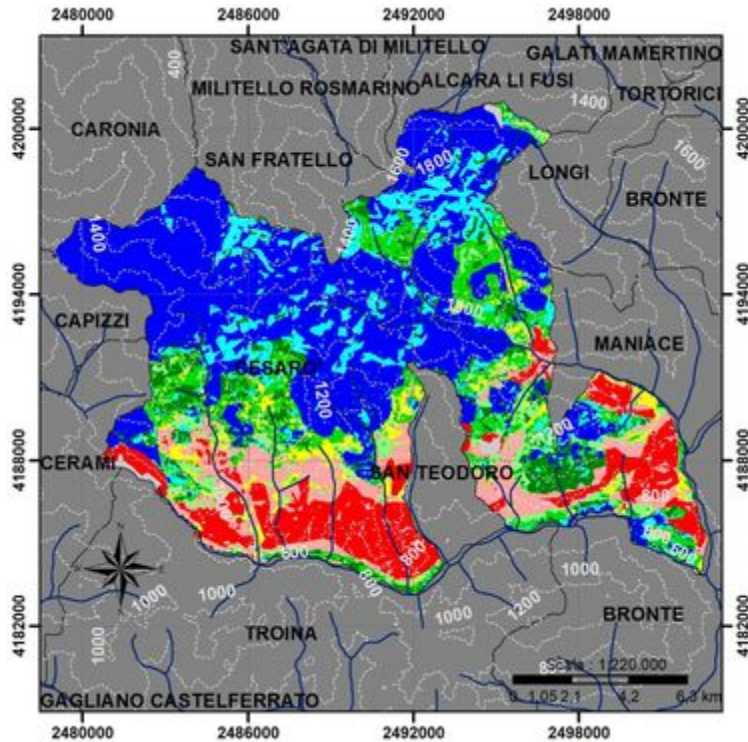 2480000 2486000 2492000 2498000
SANT'AGATA DI MILITELLO
GALATI MAMERTINO
400
MILITELLO ROSMARINO
ALCARA LI FUSI
1400
TORTORICI
4200000 4200000
CARONIA
1600
1800
SAN FRATELLO
1600
LONGI
BRONTE
1400
1400
4194000 4194000
CAPIZZI
MANIACE
CESARO'
1200
1200
4188000 4188000
CERAMI
SAN TEODORO
800
800
800
600
600
800
1000
1000
1000
1000
1200
1000
4182000 4182000
TROINA
BRONTE
Scala : 1:220.000
GAGLIANO CASTELFERRATO
0 1,05 2,1 4,2 6,3 km
2480000 2486000 2492000 2498000